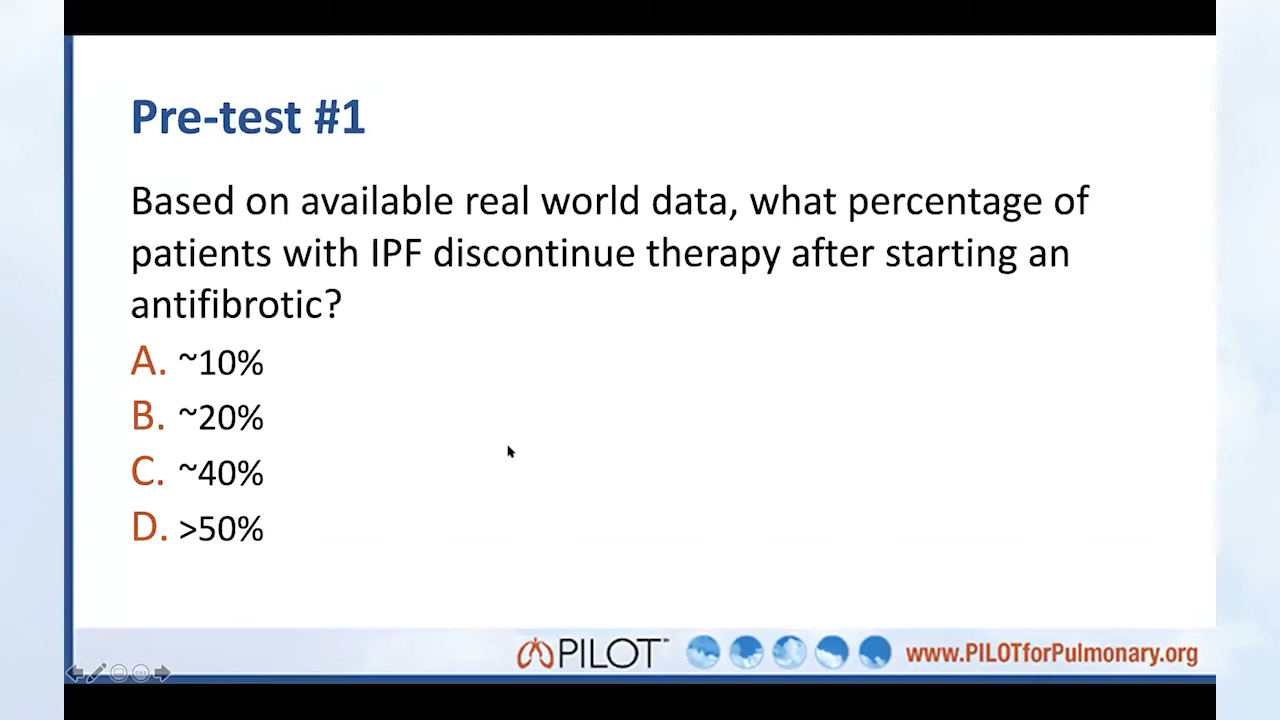 Pre-test #1
Based on available real world data, what percentage of
patients with IPF discontinue therapy after starting an
antifibrotic?
A. ~10%
B. ~20%
C. ~40%
D. >50%
PILOT™ www.PILOTforPulmonary.org